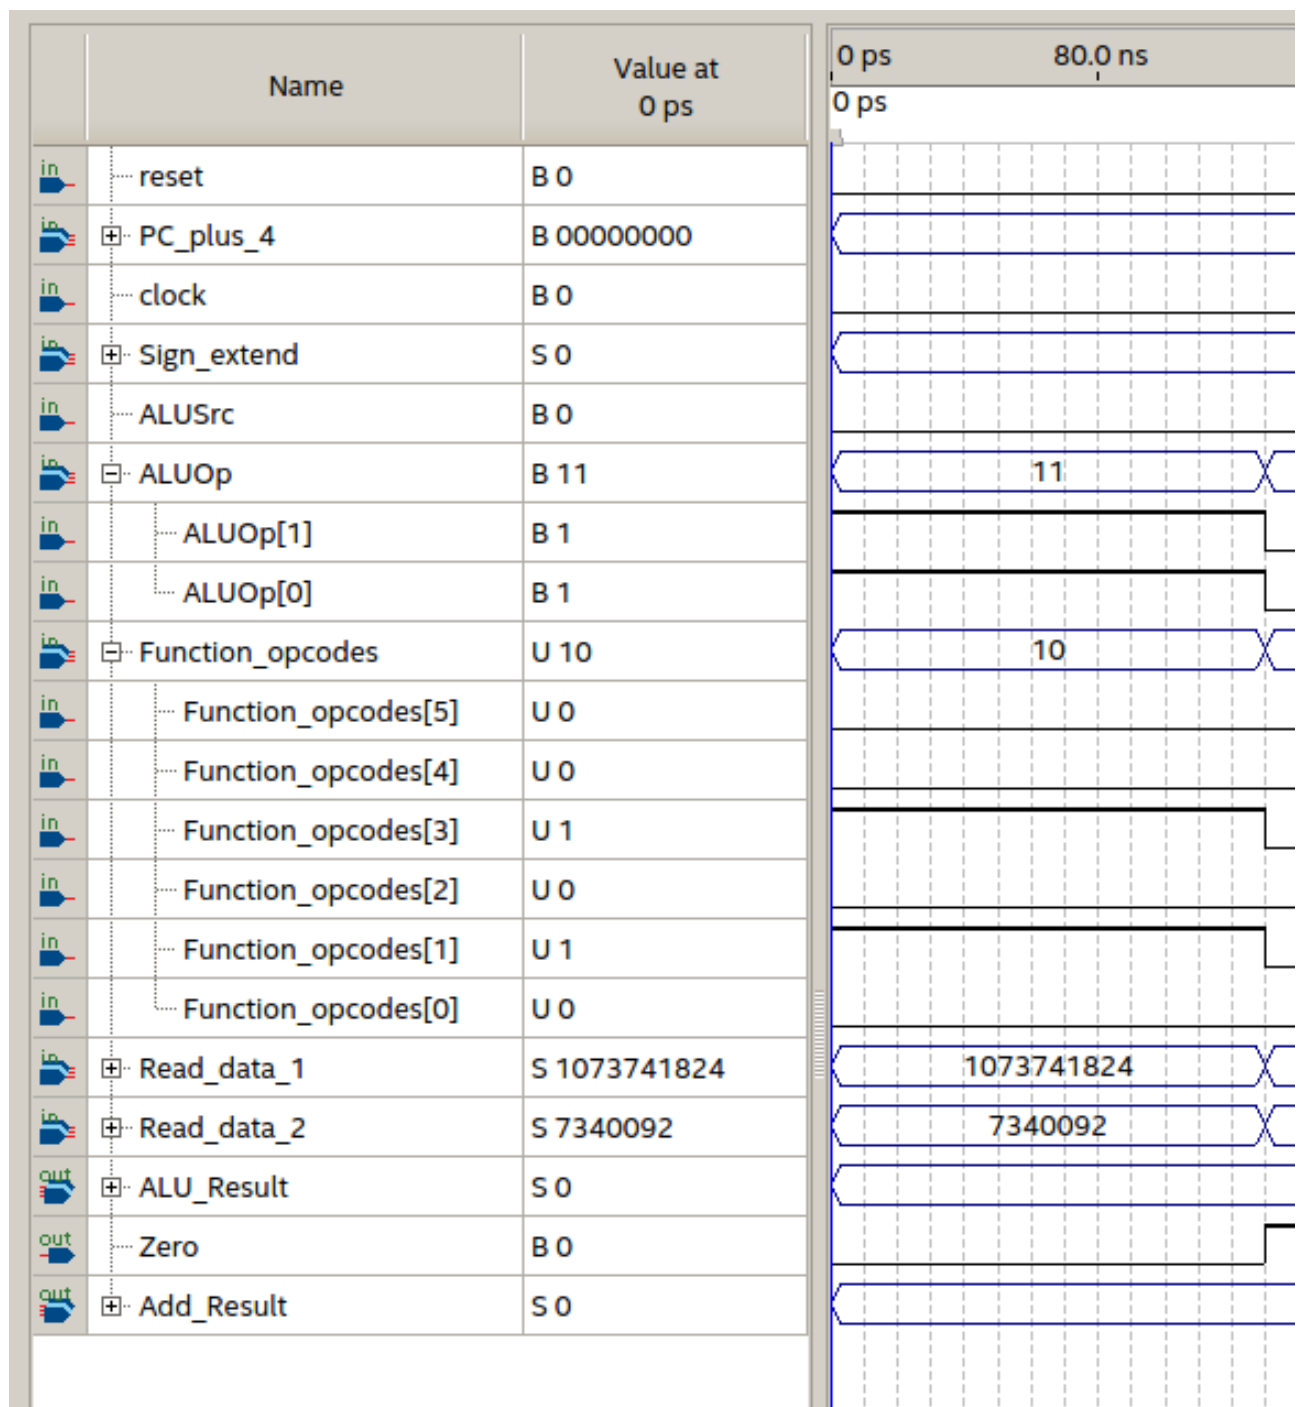 Name Value at 0 ps 0 ps 80.0 ns
0 ps
in reset B 0
in PC_plus_4 B 00000000
in clock B 0
in Sign_extend S 0
in ALUSrc B 0
in ALUOp B 11 11
in ALUOp[1] B 1
in ALUOp[0] B 1
in Function_opcodes U 10 10
in Function_opcodes[5] U 0
in Function_opcodes[4] U 0
in Function_opcodes[3] U 1
in Function_opcodes[2] U 0
in Function_opcodes[1] U 1
in Function_opcodes[0] U 0
in Read_data_1 S 1073741824 1073741824
in Read_data_2 S 7340092 7340092
out ALU_Result S 0
out Zero B 0
out Add_Result S 0